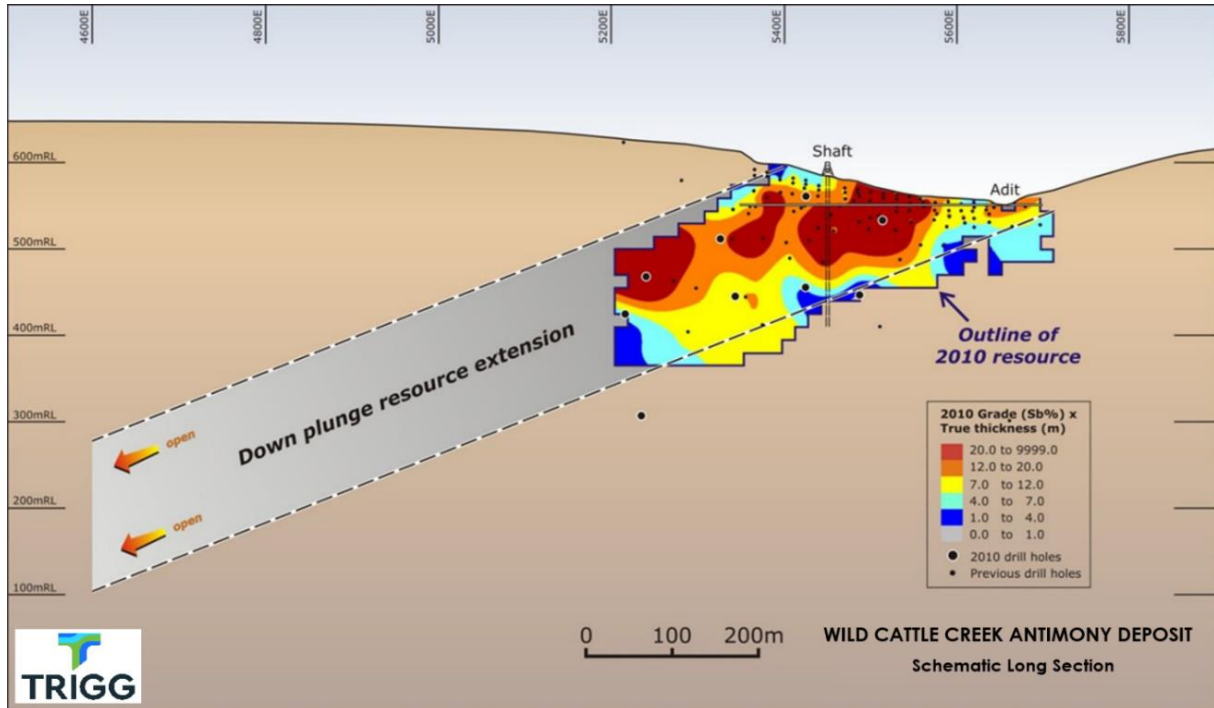 4600E
4800E
5000E
5200E
5400E
5600E
5800E
600mRL
500mRL
400mRL
300mRL
200mRL
100mRL
Shaft
Adit
Outline of
2010 resource
Down plunge resource extension
open
open
2010 Grade (Sb%) x
True thickness (m)
20.0 to 9999.0
12.0 to 20.0
7.0 to 12.0
4.0 to 7.0
1.0 to 4.0
0.0 to 1.0
2010 drill holes
Previous drill holes
0 100 200m
WILD CATTLE CREEK ANTIMONY DEPOSIT
Schematic Long Section
TRIGG